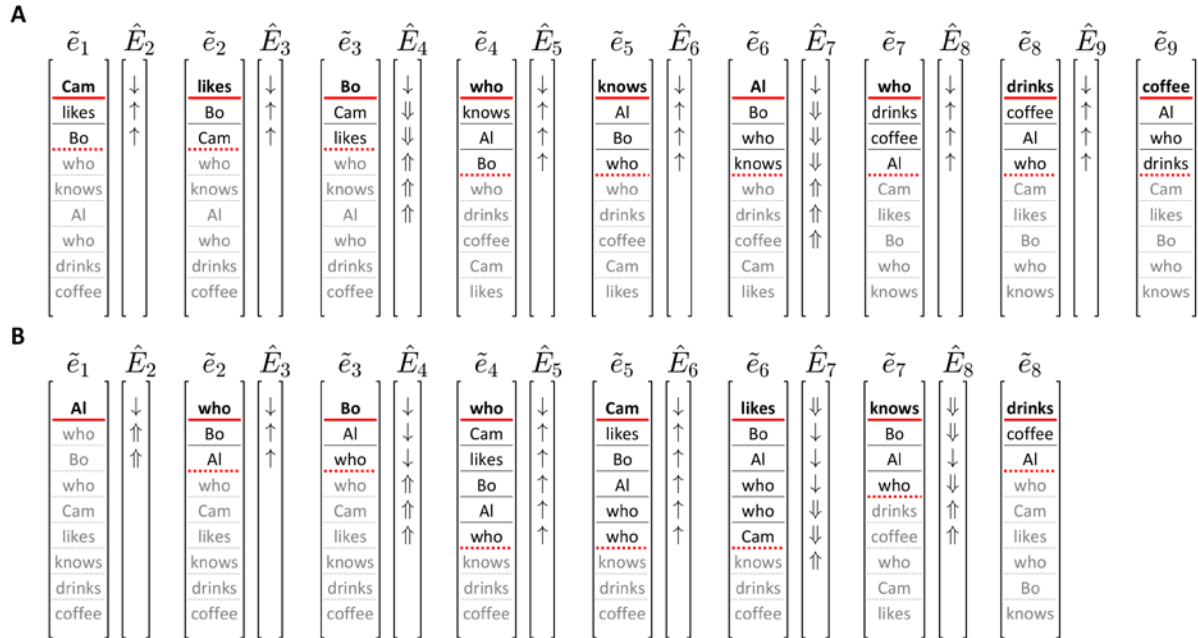 A
ẽ₁ Ê₂ ẽ₂ Ê₃ ẽ₃ Ê₄ ẽ₄ Ê₅ ẽ₅ Ê₆ ẽ₆ Ê₇ ẽ₇ Ê₈ ẽ₈ Ê₉ ẽ₉
Cam ↓ likes ↓ Bo ↓ who ↓ knows ↓ Al ↓ who ↓ drinks ↓ coffee
likes ↑ Bo ↑ Cam ⇓ knows ↑ Al ↑ Bo ⇓ drinks ↑ coffee ↑ Al
Bo ↑ Cam ↑ likes ⇓ Al ↑ Bo ↑ who ⇓ coffee ↑ Al ↑ who
who who who ⇑ Bo ↑ who ↑ knows ⇓ Al ↑ who ↑ drinks
knows knows knows ⇑ who who who ⇑ Cam Cam Cam
Al Al Al ⇑ drinks drinks drinks ⇑ likes likes likes
who who who coffee coffee coffee ⇑ Bo Bo Bo
drinks drinks drinks Cam Cam Cam who who who
coffee coffee coffee likes likes likes knows knows knows
B
ẽ₁ Ê₂ ẽ₂ Ê₃ ẽ₃ Ê₄ ẽ₄ Ê₅ ẽ₅ Ê₆ ẽ₆ Ê₇ ẽ₇ Ê₈ ẽ₈
Al ↓ who ↓ Bo ↓ who ↓ Cam ↓ likes ⇓ knows ⇓ drinks
who ⇑ Bo ↑ Al ↓ Cam ↑ likes ↑ Bo ↓ Bo ⇓ coffee
Bo ⇑ Al ↑ who ↓ likes ↑ Bo ↑ Al ↓ Al ↓ Al
who who who ⇑ Bo ↑ Al ↑ who ↓ who ⇓ who
Cam Cam Cam ⇑ Al ↑ who ↑ who ⇓ drinks ⇑ Cam
likes likes likes ⇑ who ↑ who ↑ Cam ⇓ coffee ⇑ likes
knows knows knows knows knows knows ⇑ who who
drinks drinks drinks drinks drinks drinks Cam Bo
coffee coffee coffee coffee coffee coffee likes knows